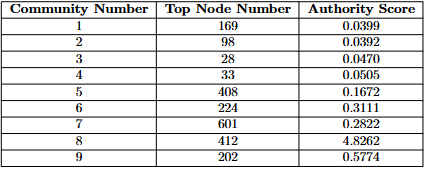 Community Number Top Node Number Authority Score
1 169 0.0399
2 98 0.0392
3 28 0.0470
4 33 0.0505
5 408 0.1672
6 224 0.3111
7 601 0.2822
8 412 4.8262
9 202 0.5774